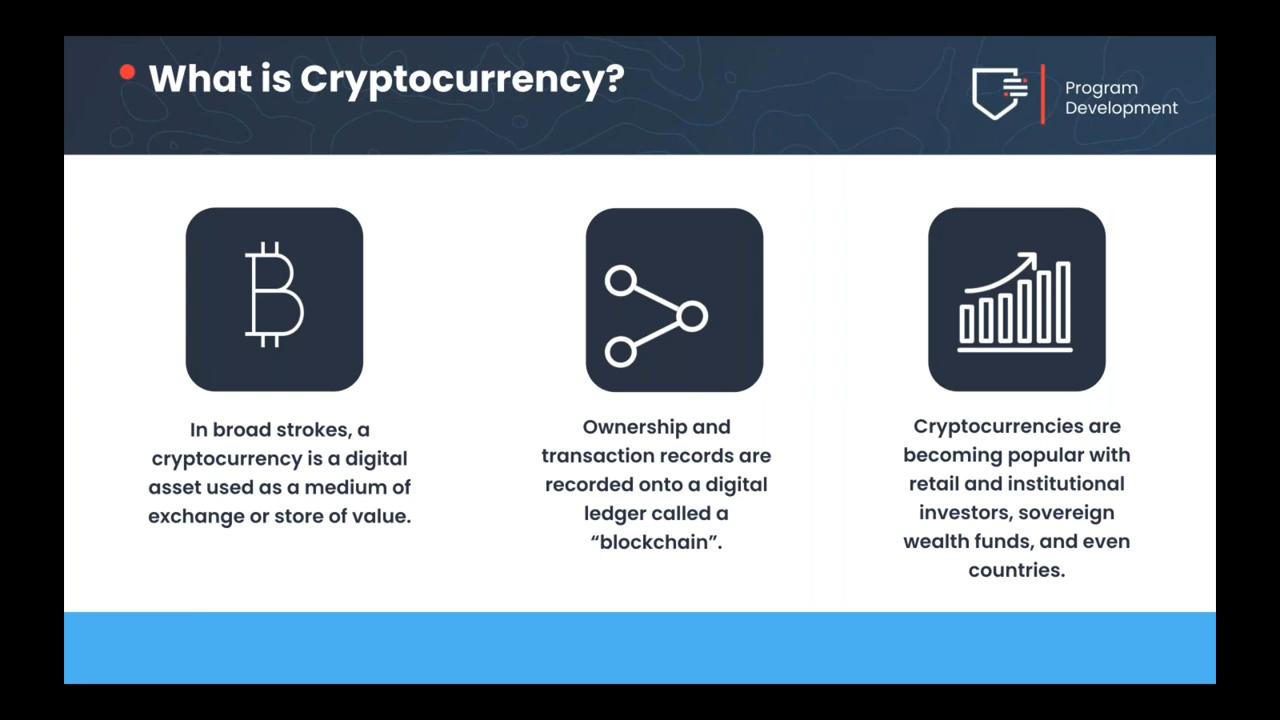 What is Cryptocurrency?
Program
Development
In broad strokes, a
cryptocurrency is a digital
asset used as a medium of
exchange or store of value.
Ownership and
transaction records are
recorded onto a digital
ledger called a
“blockchain”.
Cryptocurrencies are
becoming popular with
retail and institutional
investors, sovereign
wealth funds, and even
countries.